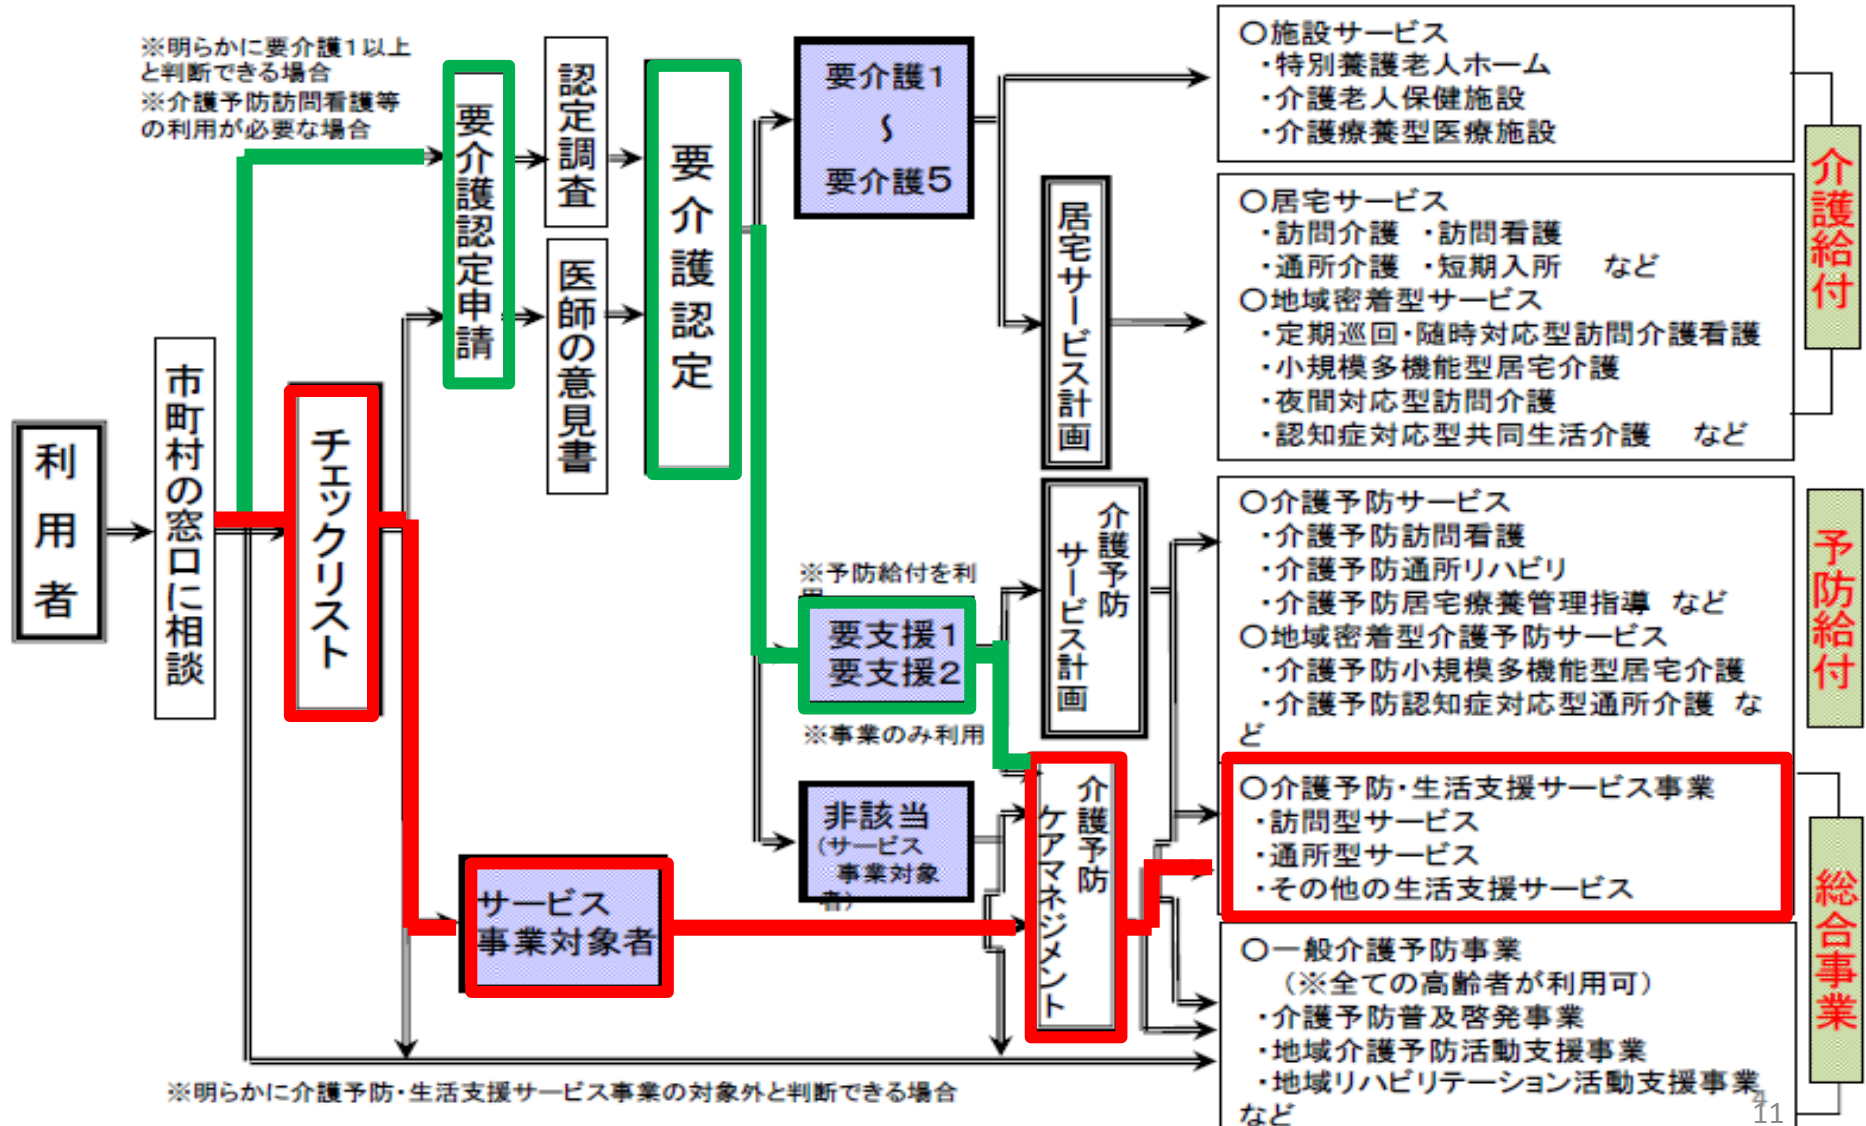 ※明らかに要介護1以上
と判断できる場合
※介護予防訪問看護等
の利用が必要な場合
利用者
市町村の窓口に相談
チェックリスト
要介護認定申請
認定調査
医師の意見書
要介護認定
要介護1
～
要介護5
※予防給付を利
要支援1
要支援2
※事業のみ利用
非該当
(サービス
事業対象
者)
サービス
事業対象者
居宅サービス計画
介護予防
サービス計画
介護予防
ケアマネジメント
〇施設サービス
・特別養護老人ホーム
・介護老人保健施設
・介護療養型医療施設
〇居宅サービス
・訪問介護 ・訪問看護
・通所介護 ・短期入所 など
〇地域密着型サービス
・定期巡回・随時対応型訪問介護看護
・小規模多機能型居宅介護
・夜間対応型訪問介護
・認知症対応型共同生活介護 など
介護給付
〇介護予防サービス
・介護予防訪問看護
・介護予防通所リハビリ
・介護予防居宅療養管理指導 など
〇地域密着型介護予防サービス
・介護予防小規模多機能型居宅介護
・介護予防認知症対応型通所介護 な
ど
予防給付
〇介護予防・生活支援サービス事業
・訪問型サービス
・通所型サービス
・その他の生活支援サービス
〇一般介護予防事業
(※全ての高齢者が利用可)
・介護予防普及啓発事業
・地域介護予防活動支援事業
・地域リハビリテーション活動支援事業
など
総合事業
※明らかに介護予防・生活支援サービス事業の対象外と判断できる場合
4
11